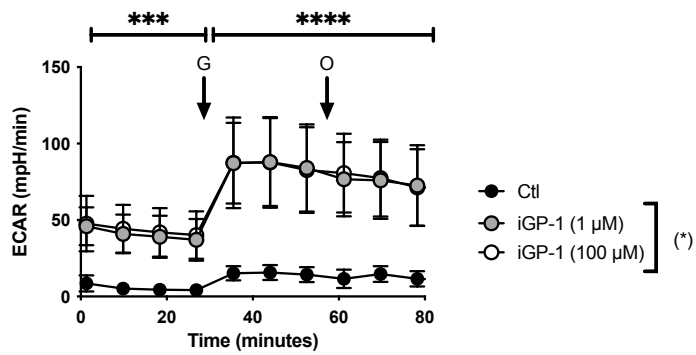 *** ****
G O
150
100
50
0
ECAR (mpH/min)
0 20 40 60 80
Time (minutes)
Ctl
iGP-1 (1 µM)
iGP-1 (100 µM)
(*)